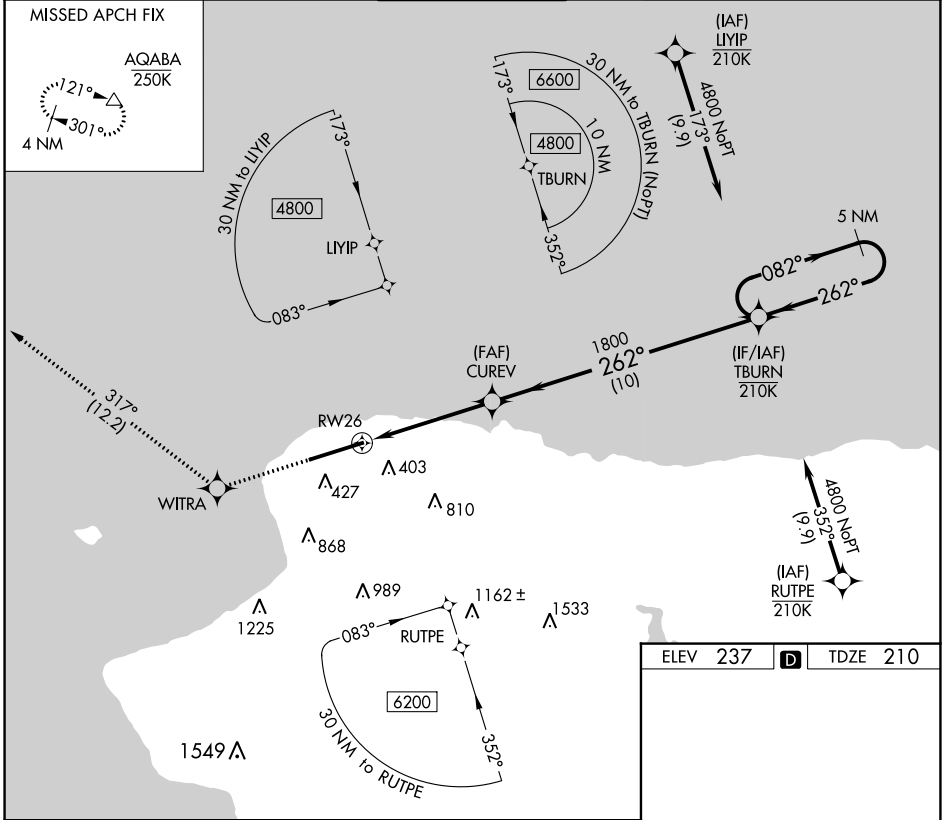 MISSED APCH FIX
AQABA
250K
121°
301°
4 NM
(IAF)
LIYIP
210K
4800 NoPT
173°
(9.9)
30 NM to LIYIP
173°
4800
LIYIP
083°
173°
6600
30 NM to TBURN (NoPT)
10 NM
4800
TBURN
352°
5 NM
082°
262°
(IF/IAF)
TBURN
210K
1800
262°
(10)
(FAF)
CUREV
317°
(12.2)
RW26
WITRA
403
427
810
868
989
1162 ±
1533
1225
1549
4800 NoPT
352°
(9.9)
(IAF)
RUTPE
210K
083°
RUTPE
6200
352°
30 NM to RUTPE
ELEV 237 D TDZE 210